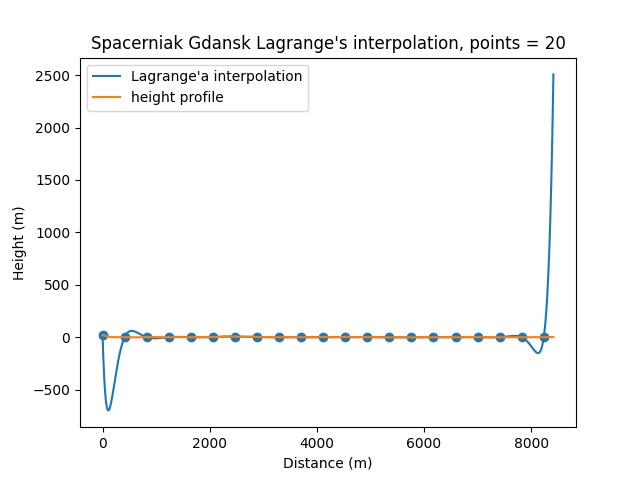 Spacerniak Gdansk Lagrange's interpolation, points = 20
Lagrange'a interpolation
height profile
Height (m)
2500
2000
1500
1000
500
0
−500
0 2000 4000 6000 8000
Distance (m)